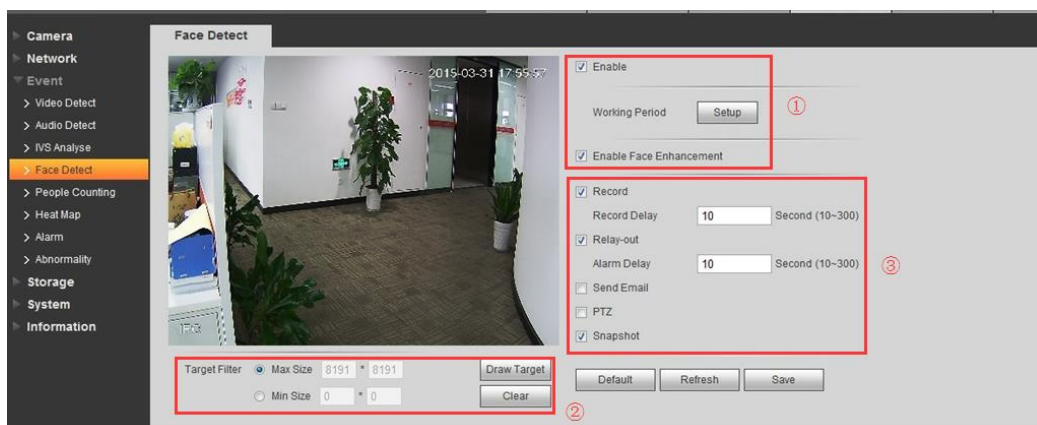 Camera
Network
Event
> Video Detect
> Audio Detect
> IVS Analyse
> Face Detect
> People Counting
> Heat Map
> Alarm
> Abnormality
Storage
System
Information
Face Detect
2015-03-31 17:55:57
IPC
Target Filter Max Size 8191 * 8191 Draw Target
Min Size 0 * 0 Clear
②
Enable
Working Period Setup
①
Enable Face Enhancement
Record
Record Delay 10 Second (10~300)
Relay-out
Alarm Delay 10 Second (10~300)
③
Send Email
PTZ
Snapshot
Default Refresh Save